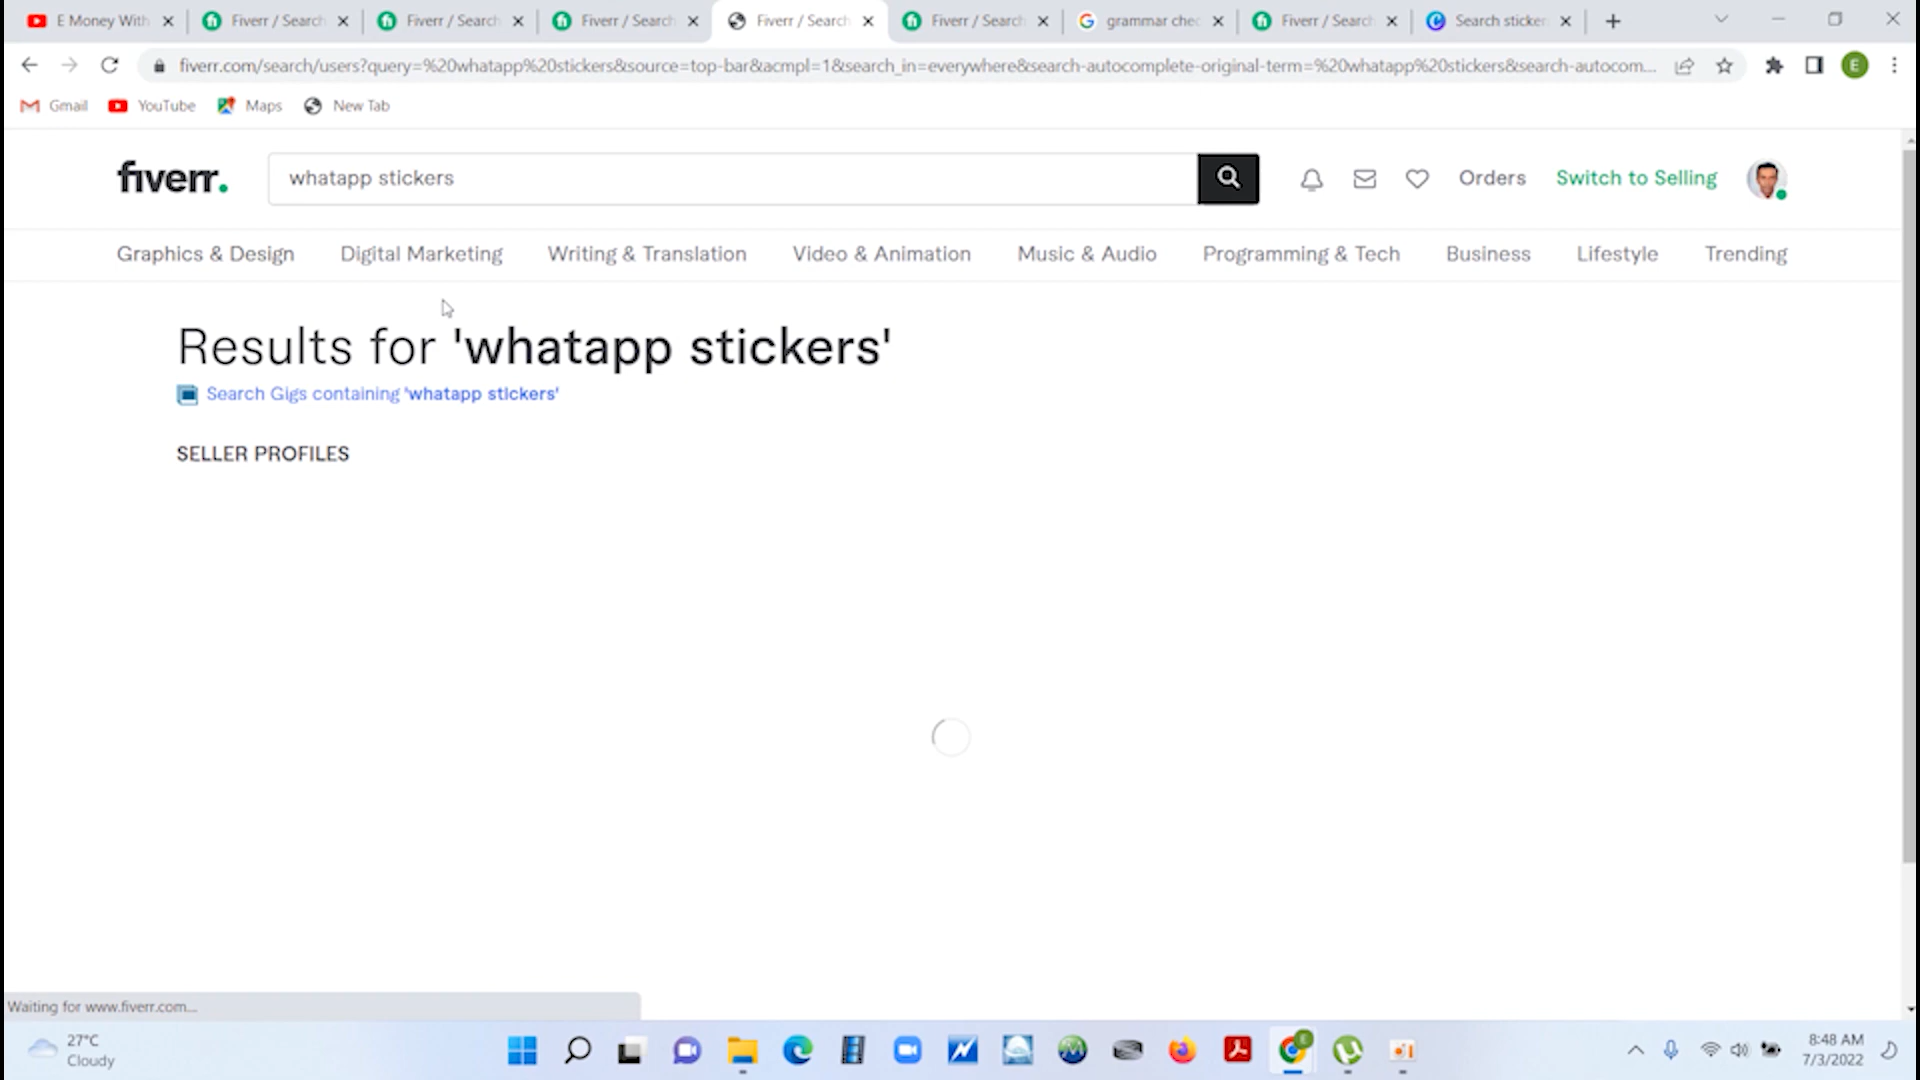 E Money With
Fiverr / Search
Fiverr / Search
Fiverr / Search
Fiverr / Search
Fiverr / Search
grammar chec
Fiverr / Search
Search sticker
fiverr.com/search/users?query=%20whatapp%20stickers&source=top-bar&acmpl=1&search_in=everywhere&search-autocomplete-original-term=%20whatapp%20stickers&search-autocom...
E
Gmail
YouTube
Maps
New Tab
fiverr.
whatapp stickers
Orders
Switch to Selling
Graphics & Design
Digital Marketing
Writing & Translation
Video & Animation
Music & Audio
Programming & Tech
Business
Lifestyle
Trending
Results for 'whatapp stickers'
Search Gigs containing 'whatapp stickers'
SELLER PROFILES
Waiting for www.fiverr.com...
27°C
Cloudy
8:48 AM
7/3/2022